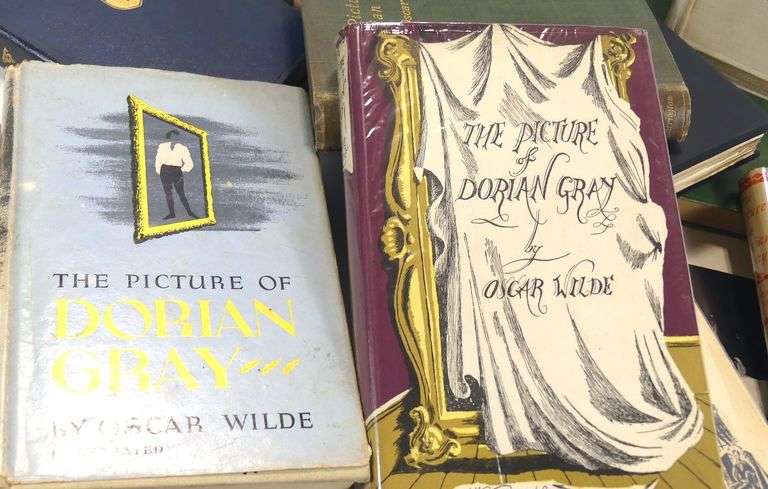 THE PICTURE OF
DORIAN
GRAY
BY OSCAR WILDE
THE PICTURE
of
DORIAN GRAY
by
OSCAR WILDE